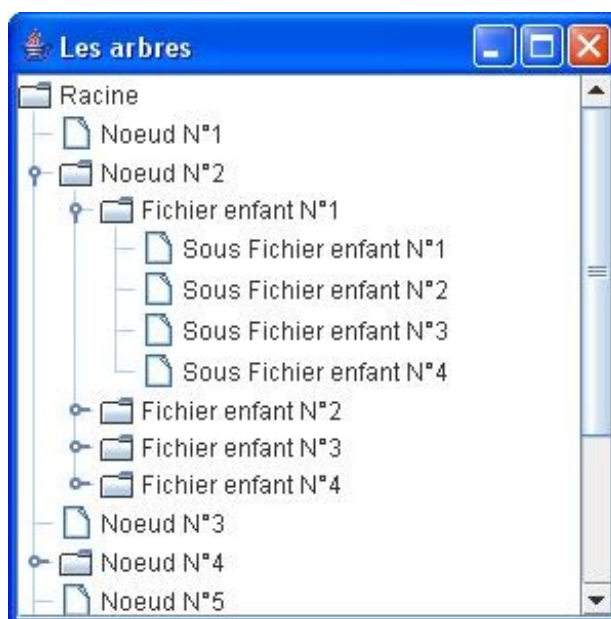 Les arbres
Racine
Noeud N°1
Noeud N°2
Fichier enfant N°1
Sous Fichier enfant N°1
Sous Fichier enfant N°2
Sous Fichier enfant N°3
Sous Fichier enfant N°4
Fichier enfant N°2
Fichier enfant N°3
Fichier enfant N°4
Noeud N°3
Noeud N°4
Noeud N°5